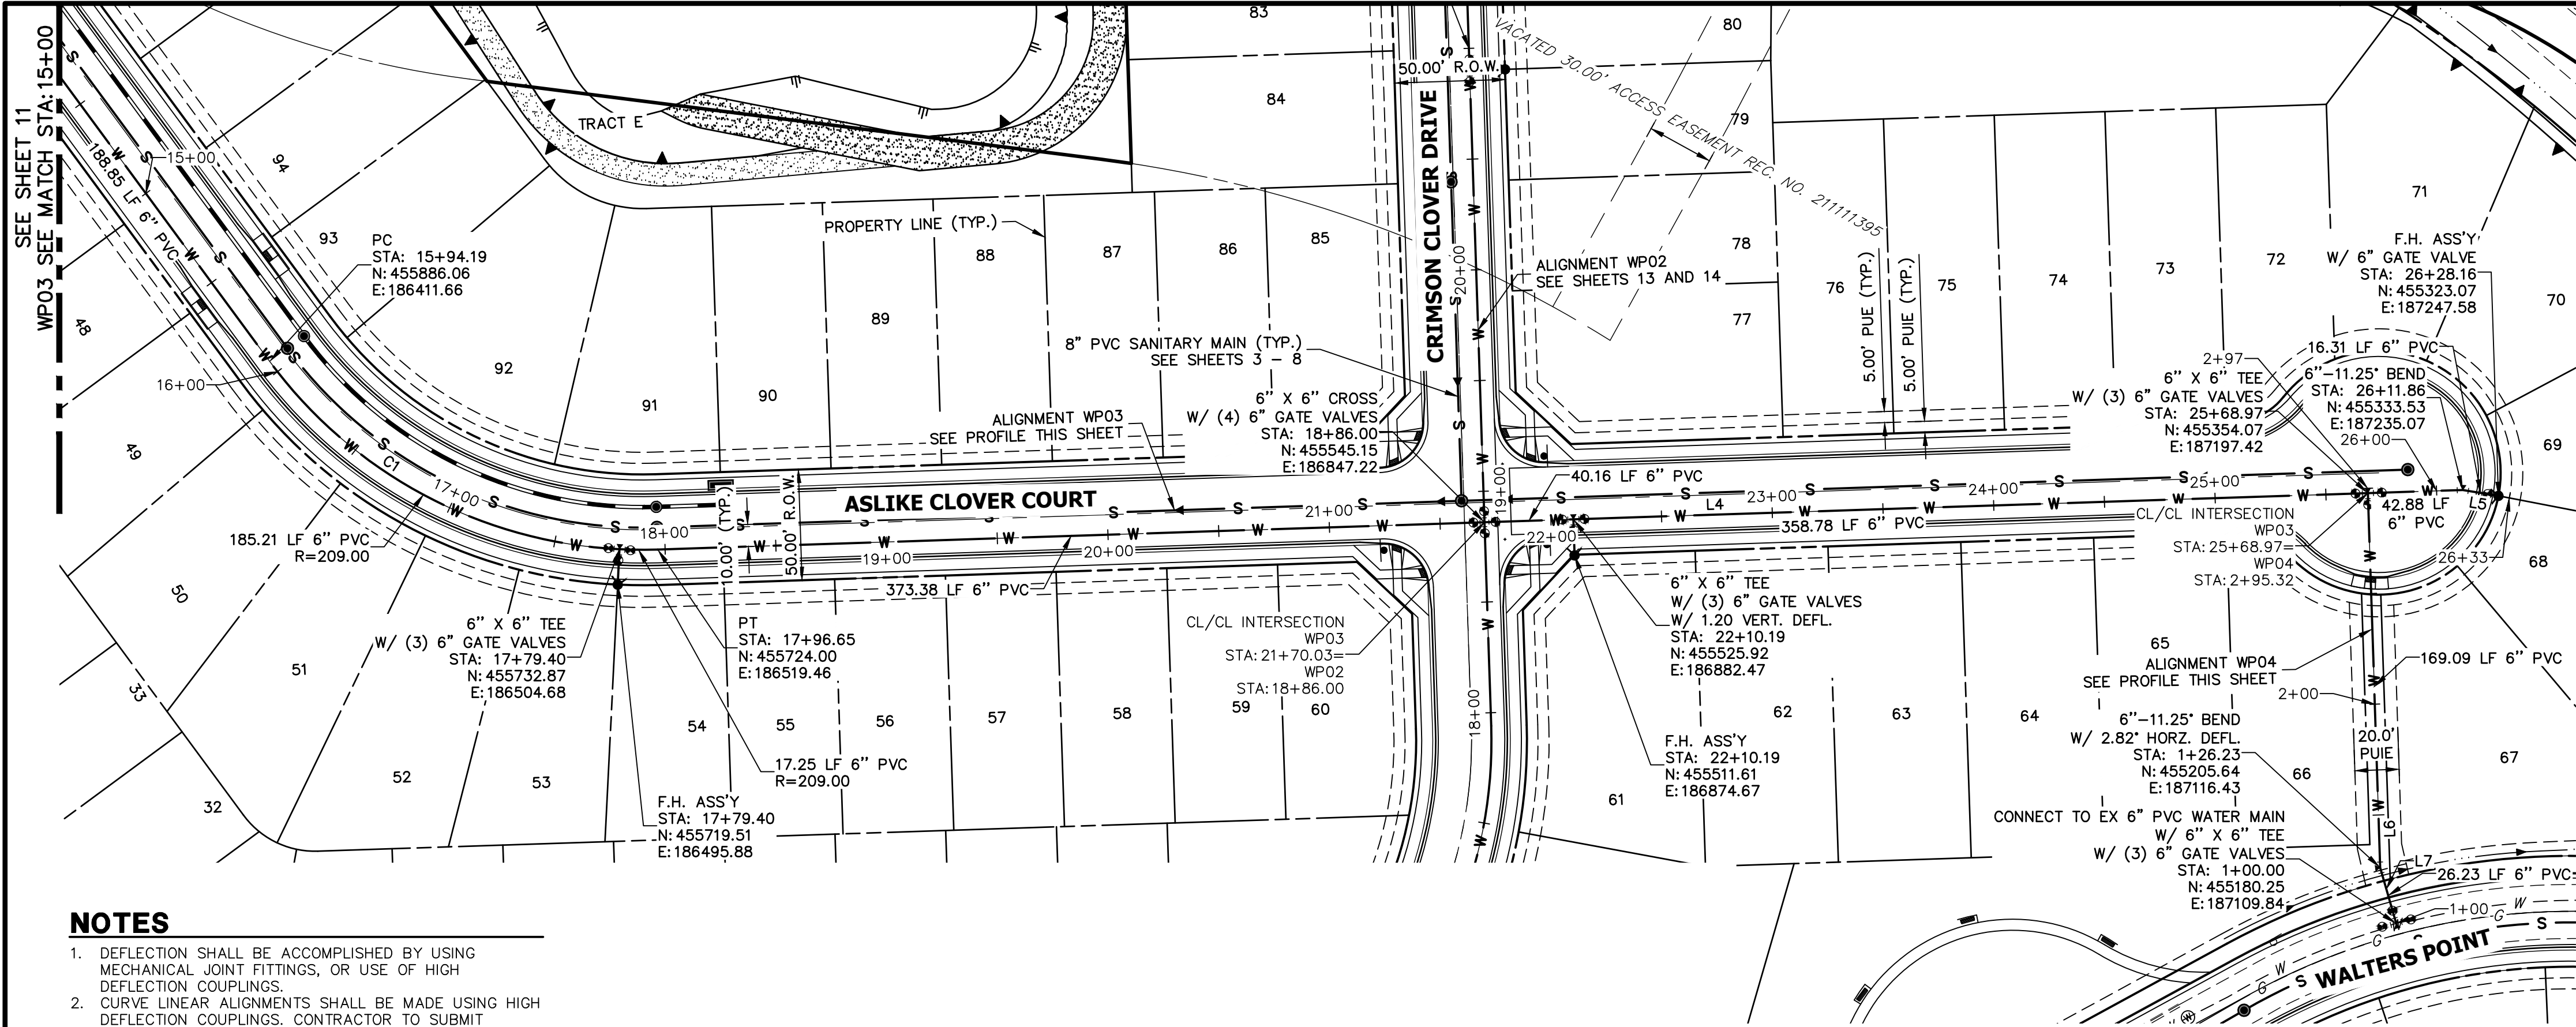 SEE SHEET 11
WP03 SEE MATCH STA:15+00
83
84
TRACT E
50.00' R.O.W.
CRIMSON CLOVER DRIVE
VACATED 30.00' ACCESS EASEMENT REC. NO. 211111395
80
79
78
77
71
70
69
68
67
15+00
94
93
188.85 LF 6" PVC
PC
STA: 15+94.19
N:455886.06
E:186411.66
48
16+00
49
50
33
32
92
91
90
89
PROPERTY LINE (TYP.)
88
87
86
85
20+00
ALIGNMENT WP02
SEE SHEETS 13 AND 14
76
5.00' PUE (TYP.)
5.00' PUIE (TYP.)
75
74
73
72
F.H. ASS'Y
W/ 6" GATE VALVE
STA: 26+28.16
N:455323.07
E:187247.58
8" PVC SANITARY MAIN (TYP.)
SEE SHEETS 3 - 8
6" X 6" CROSS
W/ (4) 6" GATE VALVES
STA: 18+86.00
N:455545.15
E:186847.22
ALIGNMENT WP03
SEE PROFILE THIS SHEET
2+97
16.31 LF 6" PVC
6" X 6" TEE
W/ (3) 6" GATE VALVES
STA: 25+68.97
N:455354.07
E:187197.42
6"-11.25° BEND
STA: 26+11.86
N:455333.53
E:187235.07
26+00
C1
17+00
185.21 LF 6" PVC
R=209.00
18+00
10.00' (TYP.)
50.00' R.O.W.
ASLIKE CLOVER COURT
19+00
20+00
21+00
373.38 LF 6" PVC
19+00
40.16 LF 6" PVC
22+00
L4
23+00
358.78 LF 6" PVC
24+00
25+00
42.88 LF
6" PVC
L5
26+33
CL/CL INTERSECTION
WP03
STA:25+68.97=
WP04
STA:2+95.32
6" X 6" TEE
W/ (3) 6" GATE VALVES
STA: 17+79.40
N:455732.87
E:186504.68
PT
STA: 17+96.65
N:455724.00
E:186519.46
CL/CL INTERSECTION
WP03
STA:21+70.03=
WP02
STA:18+86.00
6" X 6" TEE
W/ (3) 6" GATE VALVES
W/ 1.20 VERT. DEFL.
STA: 22+10.19
N:455525.92
E:186882.47
51
52
53
54
55
56
57
58
59
60
18+00
17.25 LF 6" PVC
R=209.00
F.H. ASS'Y
STA: 17+79.40
N:455719.51
E:186495.88
F.H. ASS'Y
STA: 22+10.19
N:455511.61
E:186874.67
61
62
63
64
65
66
ALIGNMENT WP04
SEE PROFILE THIS SHEET
169.09 LF 6" PVC
2+00
6"-11.25° BEND
W/ 2.82° HORZ. DEFL.
STA: 1+26.23
N:455205.64
E:187116.43
20.0'
PUIE
CONNECT TO EX 6" PVC WATER MAIN
W/ 6" X 6" TEE
W/ (3) 6" GATE VALVES
STA: 1+00.00
N:455180.25
E:187109.84
L6
L7
26.23 LF 6" PVC
1+00
WALTERS POINT
NOTES
1. DEFLECTION SHALL BE ACCOMPLISHED BY USING
MECHANICAL JOINT FITTINGS, OR USE OF HIGH
DEFLECTION COUPLINGS.
2. CURVE LINEAR ALIGNMENTS SHALL BE MADE USING HIGH
DEFLECTION COUPLINGS. CONTRACTOR TO SUBMIT